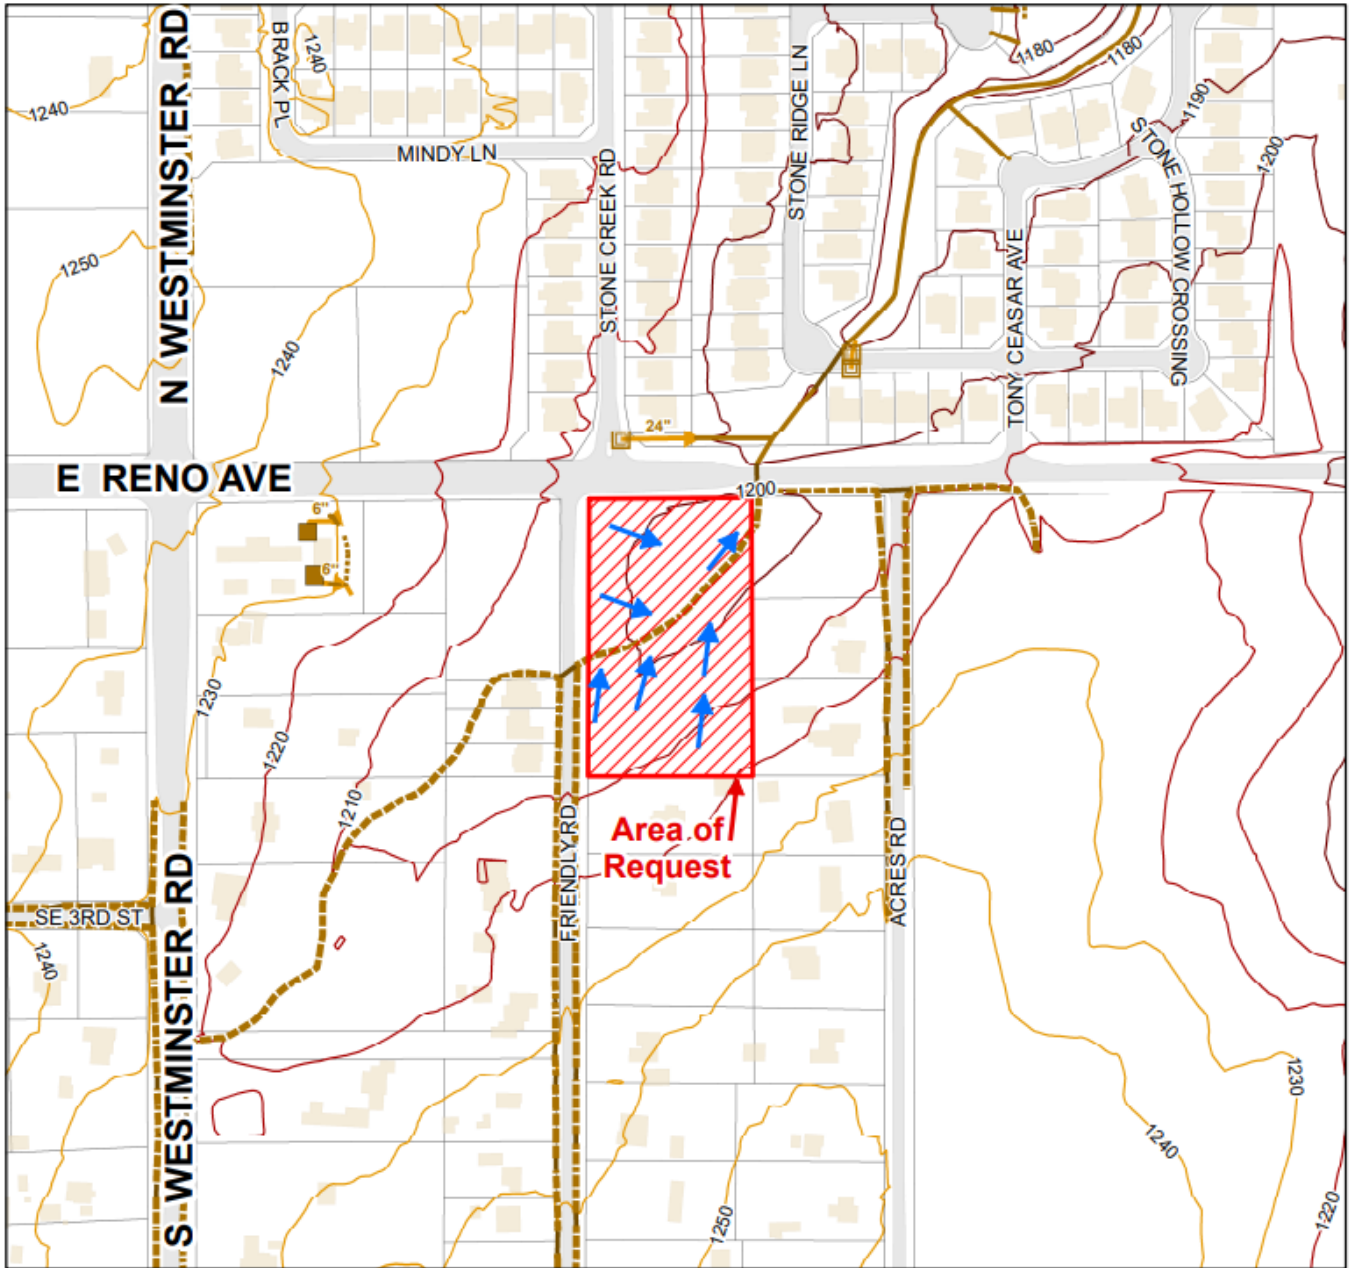 N WESTMINSTER RD
BRACK PL
1240
1240
MINDY LN
STONE CREEK RD
STONE RIDGE LN
1180
1180
1190
STONE HOLLOW CROSSING
1200
TONY CEASAR AVE
1250
1240
24"
E RENO AVE
1200
6"
6"
1230
1220
1210
Area of
Request
FRIENDLY RD
ACRES RD
SE 3RD ST
1240
S WESTMINSTER RD
1230
1240
1250
1220